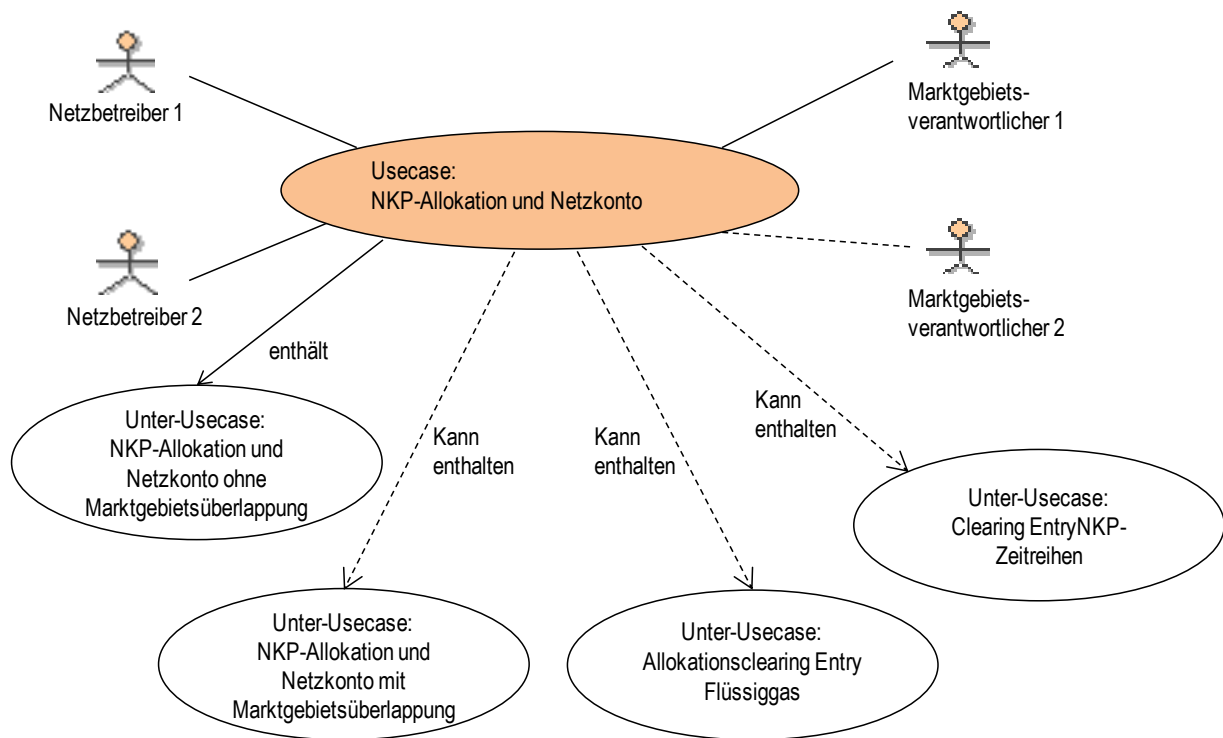 Netzbetreiber 1
Marktgebiets-
verantwortlicher 1
Usecase:
NKP-Allokation und Netzkonto
Netzbetreiber 2
Marktgebiets-
verantwortlicher 2
enthält
Kann
enthalten
Kann
enthalten
Kann
enthalten
Unter-Usecase:
NKP-Allokation und
Netzkonto ohne
Marktgebietsüberlappung
Unter-Usecase:
Clearing EntryNKP-
Zeitreihen
Unter-Usecase:
NKP-Allokation und
Netzkonto mit
Marktgebietsüberlappung
Unter-Usecase:
Allokationsclearing Entry
Flüssiggas